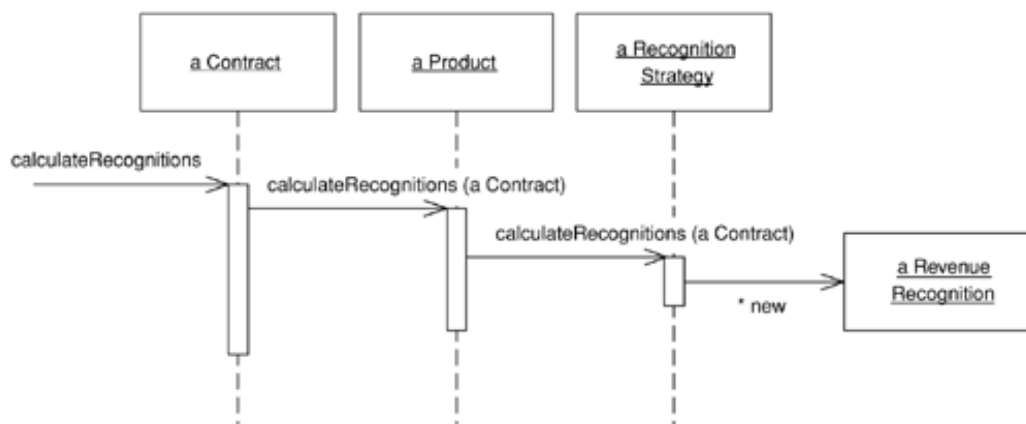 a Contract
a Product
a Recognition
Strategy
calculateRecognitions
calculateRecognitions (a Contract)
calculateRecognitions (a Contract)
a Revenue
Recognition
* new